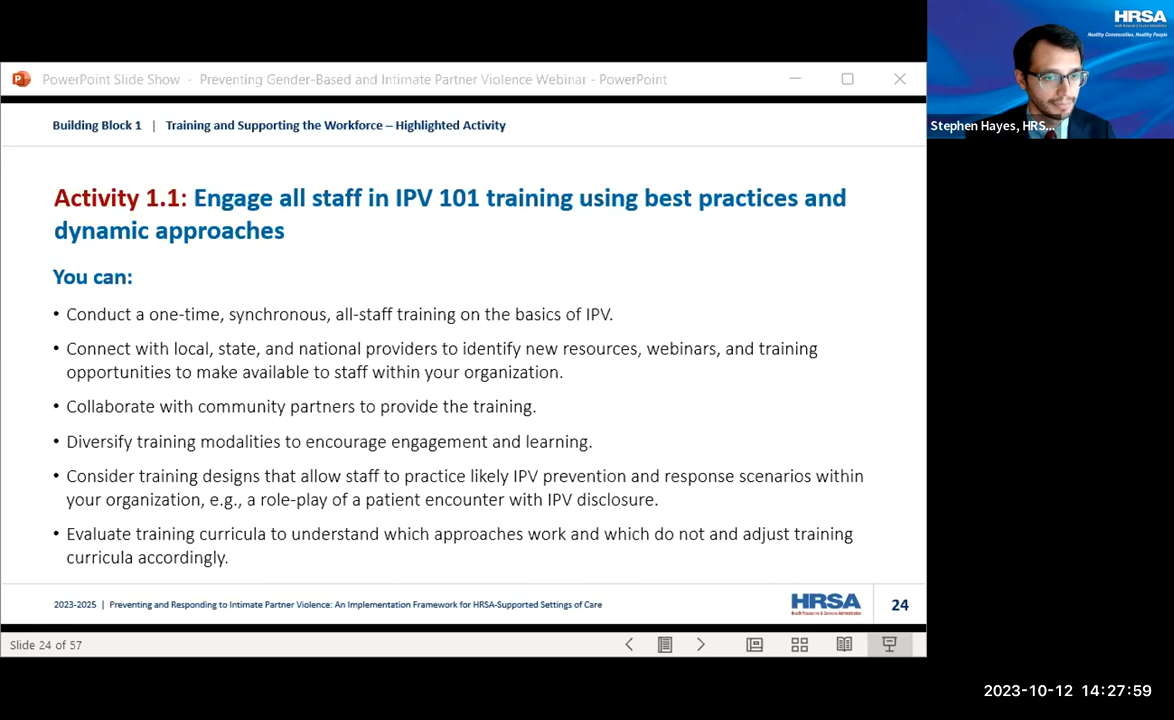 HRSA
Health Resources & Services Administration
Healthy Communities, Healthy People
PowerPoint Slide Show - Preventing Gender-Based and Intimate Partner Violence Webinar - PowerPoint
Stephen Hayes, HRS...
Building Block 1 | Training and Supporting the Workforce – Highlighted Activity
Activity 1.1: Engage all staff in IPV 101 training using best practices and
dynamic approaches
You can:
• Conduct a one-time, synchronous, all-staff training on the basics of IPV.
• Connect with local, state, and national providers to identify new resources, webinars, and training
opportunities to make available to staff within your organization.
• Collaborate with community partners to provide the training.
• Diversify training modalities to encourage engagement and learning.
• Consider training designs that allow staff to practice likely IPV prevention and response scenarios within
your organization, e.g., a role-play of a patient encounter with IPV disclosure.
• Evaluate training curricula to understand which approaches work and which do not and adjust training
curricula accordingly.
2023-2025 | Preventing and Responding to Intimate Partner Violence: An Implementation Framework for HRSA-Supported Settings of Care
HRSA
Health Resources & Services Administration
24
Slide 24 of 57
2023-10-12 14:27:59